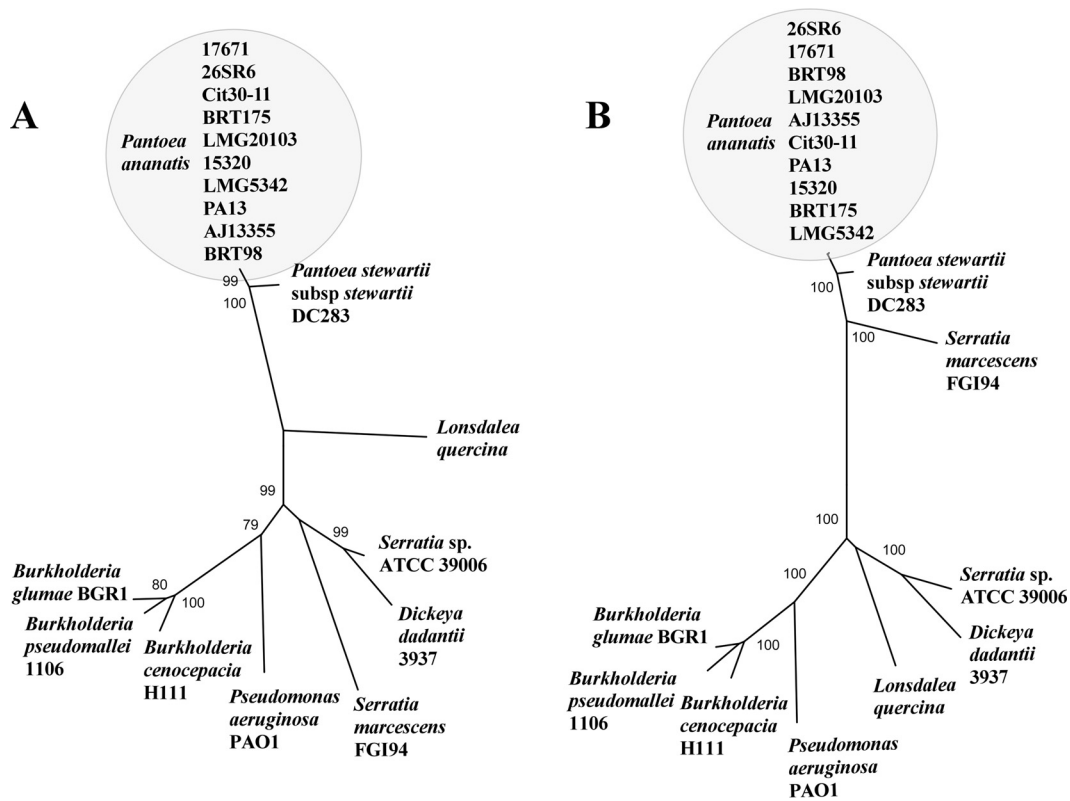 A
Pantoea
ananatis
17671
26SR6
Cit30-11
BRT175
LMG20103
15320
LMG5342
PA13
AJ13355
BRT98
99
100
Pantoea stewartii
subsp stewartii
DC283
Lonsdalea
quercina
99
79
99
Serratia sp.
ATCC 39006
80
100
Burkholderia
glumae BGR1
Burkholderia
pseudomallei
1106
Burkholderia
cenocepacia
H111
Pseudomonas
aeruginosa
PAO1
Serratia
marcescens
FGI94
Dickeya
dadantii
3937
B
Pantoea
ananatis
26SR6
17671
BRT98
LMG20103
AJ13355
Cit30-11
PA13
15320
BRT175
LMG5342
100
Pantoea stewartii
subsp stewartii
DC283
100
Serratia
marcescens
FGI94
100
100
100
Serratia sp.
ATCC 39006
100
Burkholderia
glumae BGR1
Burkholderia
pseudomallei
1106
Burkholderia
cenocepacia
H111
Pseudomonas
aeruginosa
PAO1
Lonsdalea
quercina
Dickeya
dadantii
3937